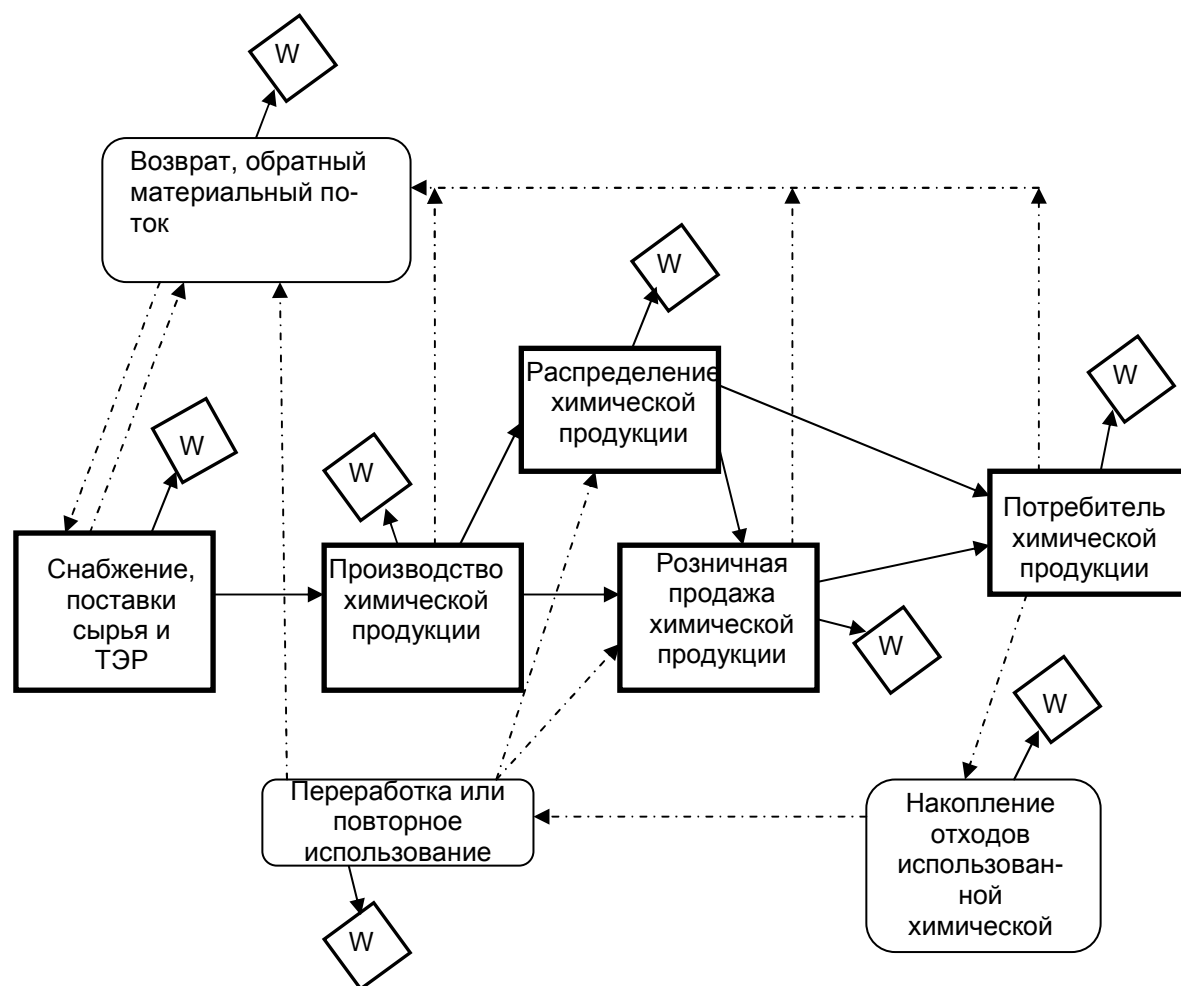 W
Возврат, обратный
материальный по-
ток
W
W
Распределение
химической
продукции
W
W
Потребитель
химической
продукции
Снабжение,
поставки
сырья и
ТЭР
Производство
химической
продукции
Розничная
продажа
химической
продукции
W
W
Переработка или
повторное
использование
Накопление
отходов
использован-
ной
химической
W